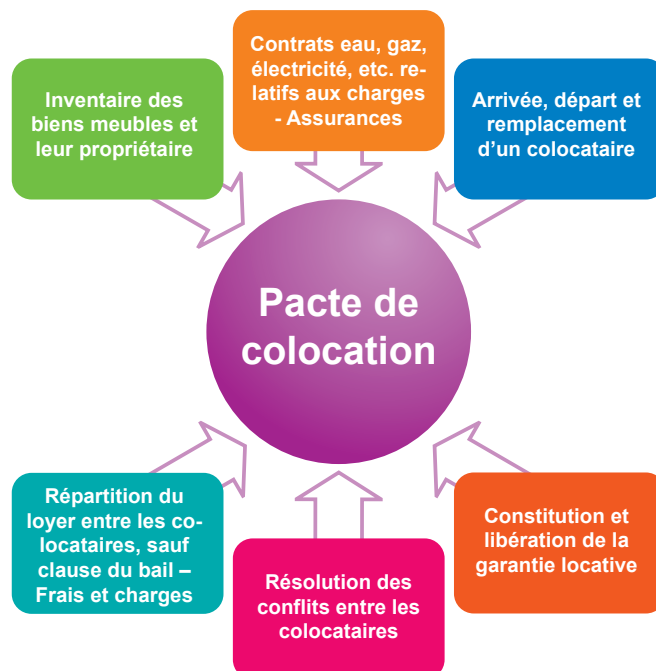 Contrats eau, gaz,
électricité, etc. re-
latifs aux charges
- Assurances
Inventaire des
biens meubles et
leur propriétaire
Arrivée, départ et
remplacement
d’un colocataire
Pacte de
colocation
Répartition du
loyer entre les co-
locataires, sauf
clause du bail –
Frais et charges
Résolution des
conflits entre les
colocataires
Constitution et
libération de la
garantie locative